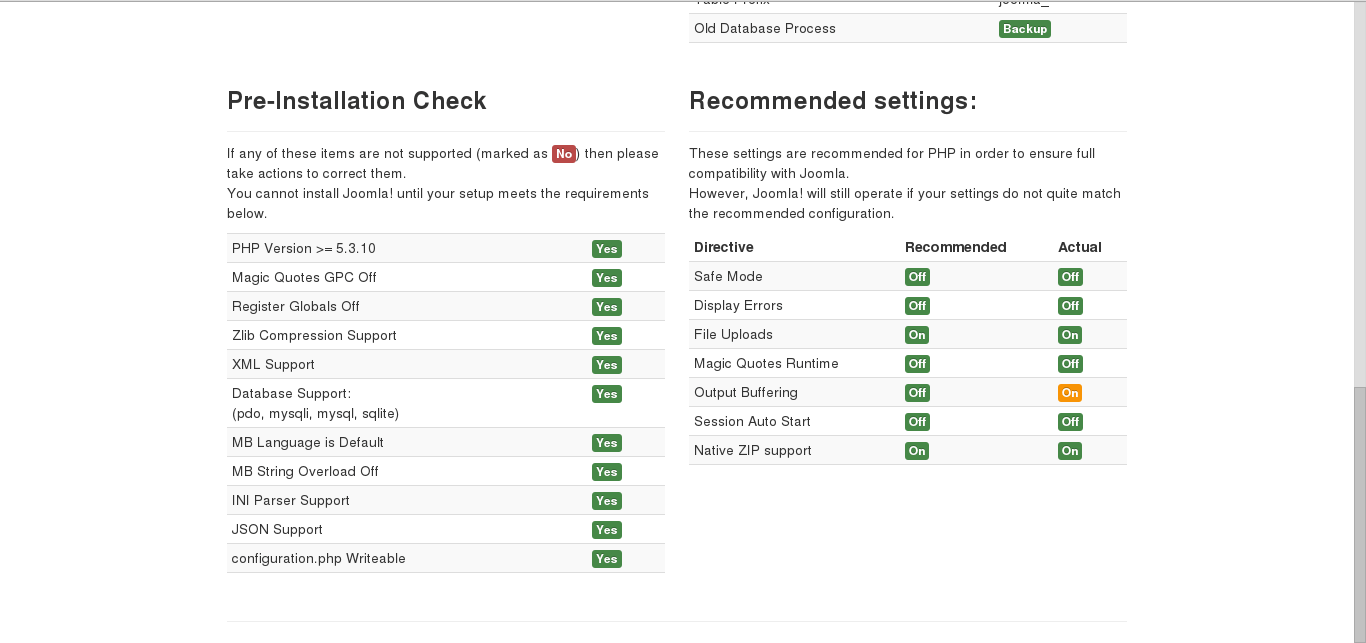 Old Database Process Backup
Pre-Installation Check
If any of these items are not supported (marked as No) then please
take actions to correct them.
You cannot install Joomla! until your setup meets the requirements
below.
PHP Version >= 5.3.10 Yes
Magic Quotes GPC Off Yes
Register Globals Off Yes
Zlib Compression Support Yes
XML Support Yes
Database Support: Yes
(pdo, mysqli, mysql, sqlite)
MB Language is Default Yes
MB String Overload Off Yes
INI Parser Support Yes
JSON Support Yes
configuration.php Writeable Yes
Recommended settings:
These settings are recommended for PHP in order to ensure full
compatibility with Joomla.
However, Joomla! will still operate if your settings do not quite match
the recommended configuration.
Directive Recommended Actual
Safe Mode Off Off
Display Errors Off Off
File Uploads On On
Magic Quotes Runtime Off Off
Output Buffering Off On
Session Auto Start Off Off
Native ZIP support On On